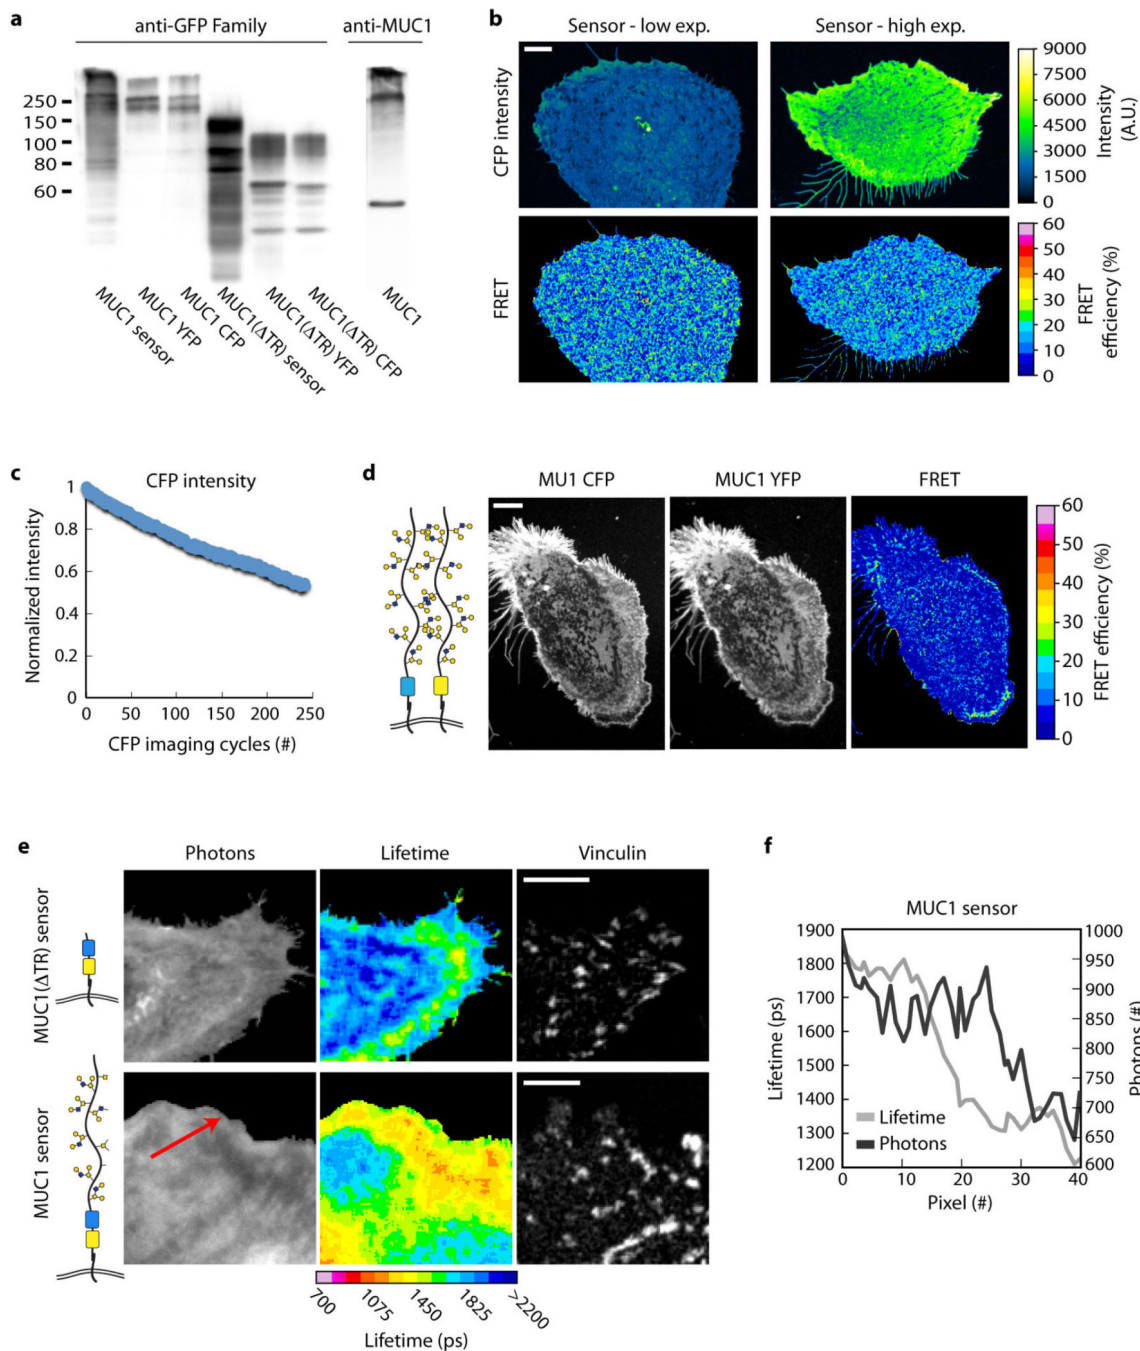 a
anti-GFP Family
anti-MUC1
250
150
100
80
60
MUC1 sensor
MUC1 YFP
MUC1 CFP
MUC1(ΔTR) sensor
MUC1(ΔTR) YFP
MUC1(ΔTR) CFP
MUC1
b
Sensor - low exp.
Sensor - high exp.
CFP intensity
FRET
9000
7500
6000
4500
3000
1500
0
Intensity
(A.U.)
60
50
40
30
20
10
0
FRET
efficiency (%)
c
CFP intensity
Normalized intensity
1
0.8
0.6
0.4
0.2
0
0
50
100
150
200
250
CFP imaging cycles (#)
d
MU1 CFP
MUC1 YFP
FRET
60
50
40
30
20
10
0
FRET efficiency (%)
e
Photons
Lifetime
Vinculin
MUC1(ΔTR) sensor
MUC1 sensor
700
1075
1450
1825
>2200
Lifetime (ps)
f
MUC1 sensor
Lifetime (ps)
1900
1800
1700
1600
1500
1400
1300
1200
1000
950
900
850
800
750
700
650
600
Photons (#)
Lifetime
Photons
0
10
20
30
40
Pixel (#)